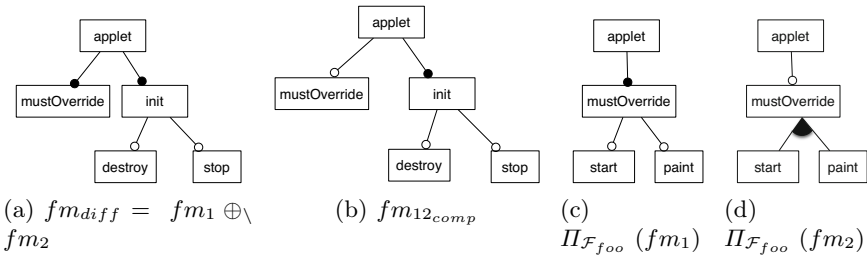 applet applet applet applet
mustOverride init mustOverride init mustOverride mustOverride
destroy stop destroy stop start paint start paint
(a) fm_diff = fm_1 ⊕_\ (b) fm_12_comp (c) (d)
fm_2 Π_F_foo (fm_1) Π_F_foo (fm_2)